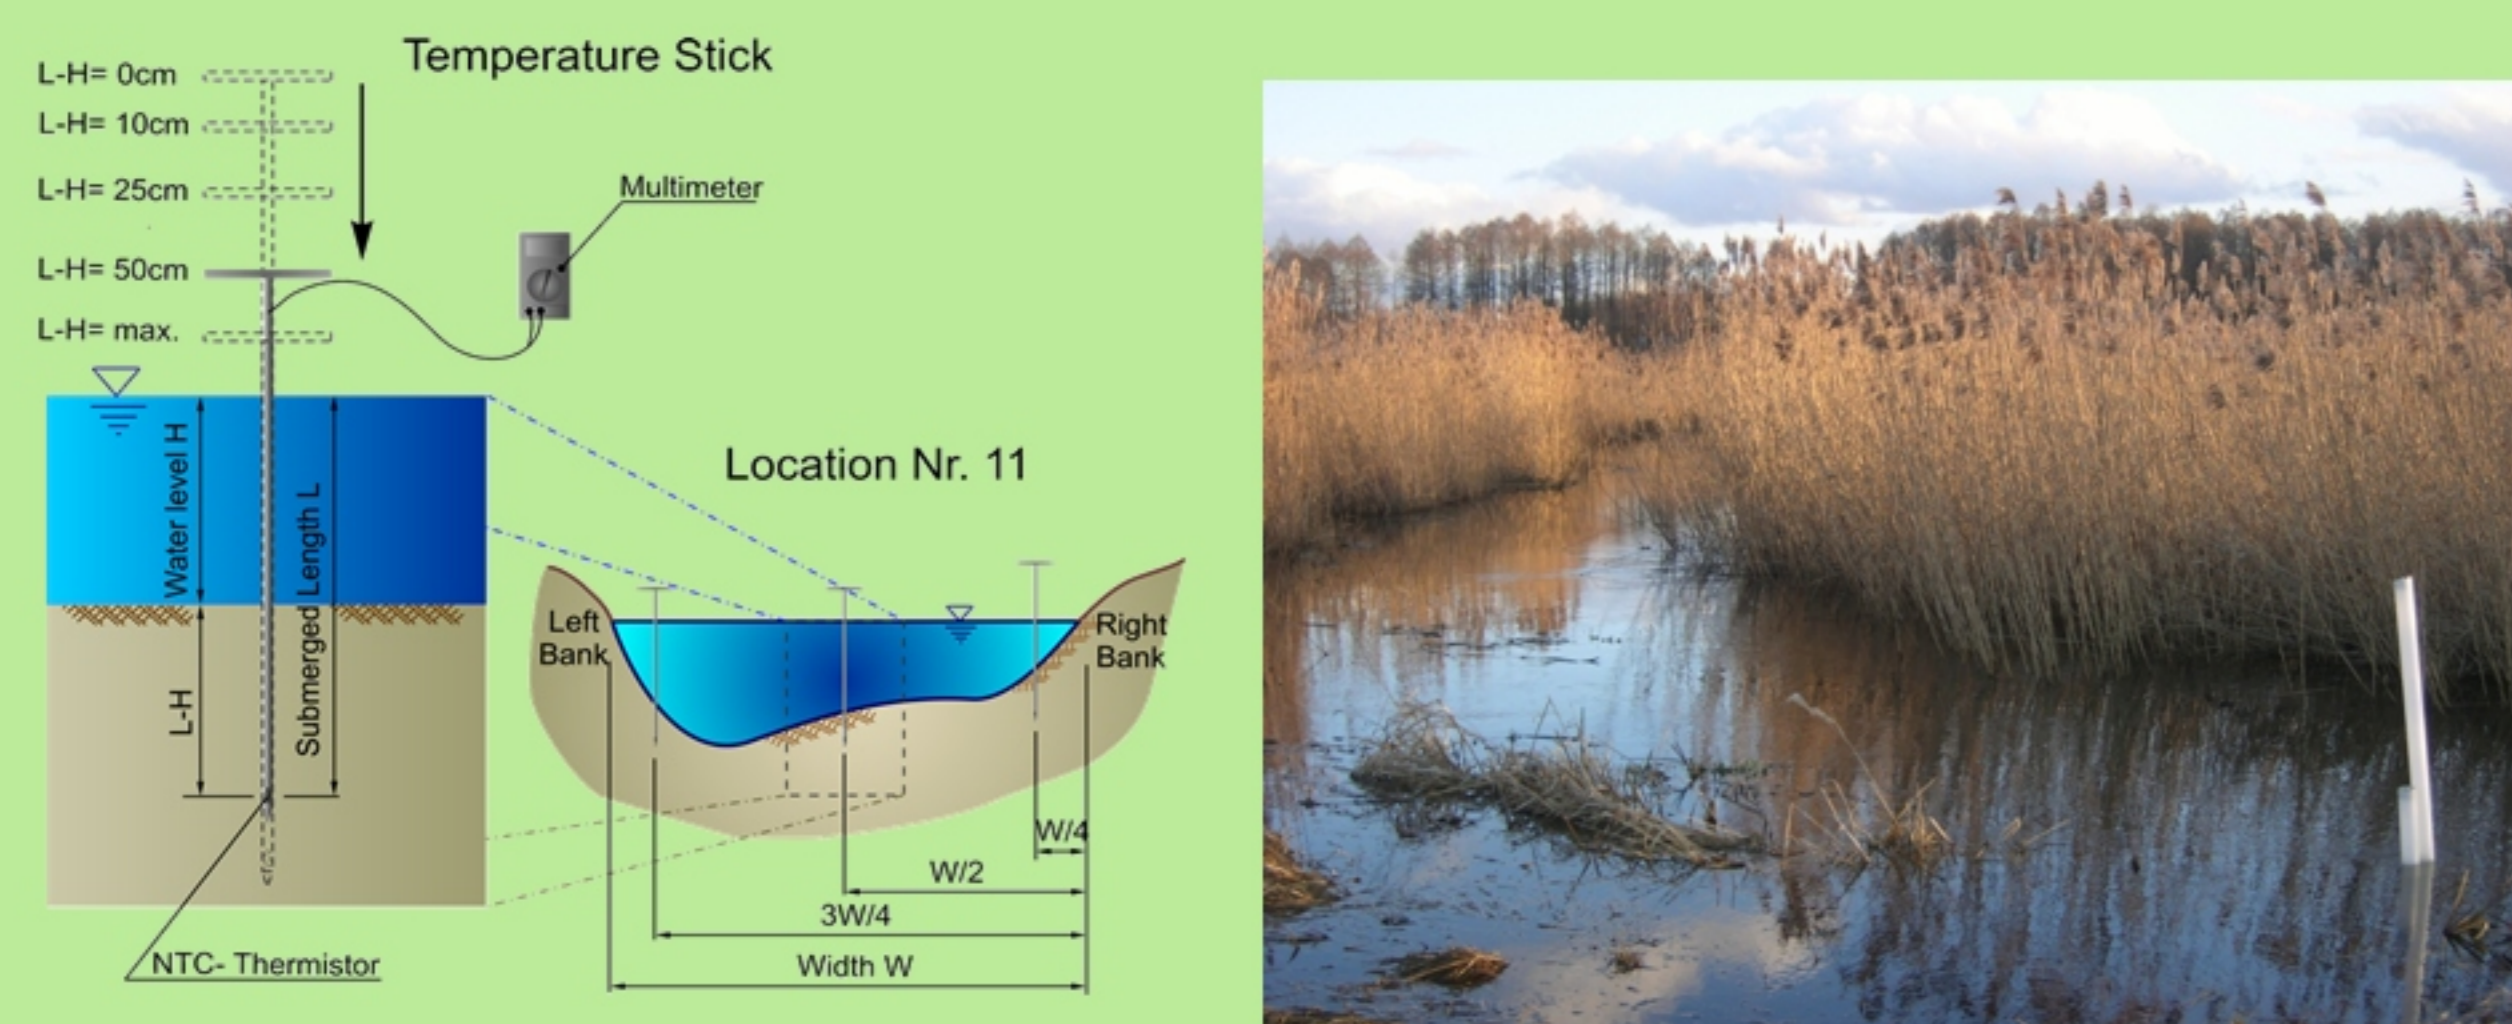 Temperature Stick
L-H= 0cm
L-H= 10cm
L-H= 25cm
L-H= 50cm
L-H= max.
Multimeter
Water level H
Submerged Length L
L-H
NTC- Thermistor
Location Nr. 11
Left
Bank
Right
Bank
W/4
W/2
3W/4
Width W